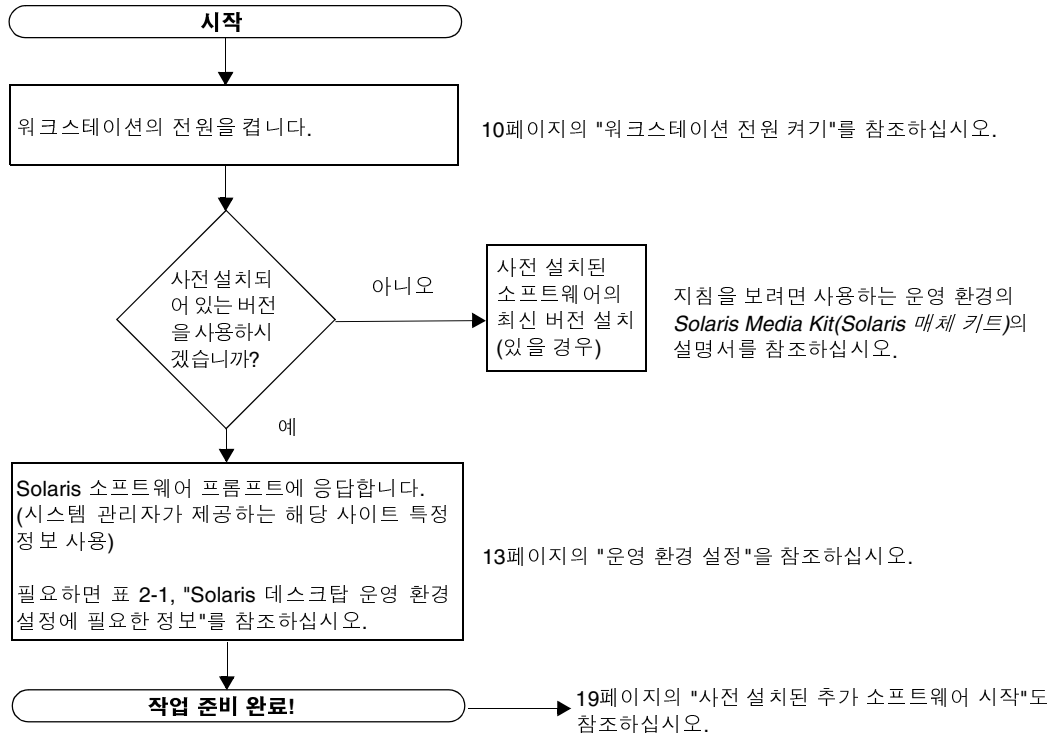 시작
워크스테이션의 전원을 켭니다.
10페이지의 "워크스테이션 전원 켜기"를 참조하십시오.
사전 설치되
어 있는 버전
을 사용하시
겠습니까?
아니오
사전 설치된
소프트웨어의
최신 버전 설치
(있을 경우)
지침을 보려면 사용하는 운영 환경의
Solaris Media Kit(Solaris 매체 키트)의
설명서를 참조하십시오.
예
Solaris 소프트웨어 프롬프트에 응답합니다.
(시스템 관리자가 제공하는 해당 사이트 특정
정보 사용)
필요하면 표 2-1, "Solaris 데스크탑 운영 환경
설정에 필요한 정보"를 참조하십시오.
13페이지의 "운영 환경 설정"을 참조하십시오.
작업 준비 완료!
19페이지의 "사전 설치된 추가 소프트웨어 시작"도
참조하십시오.